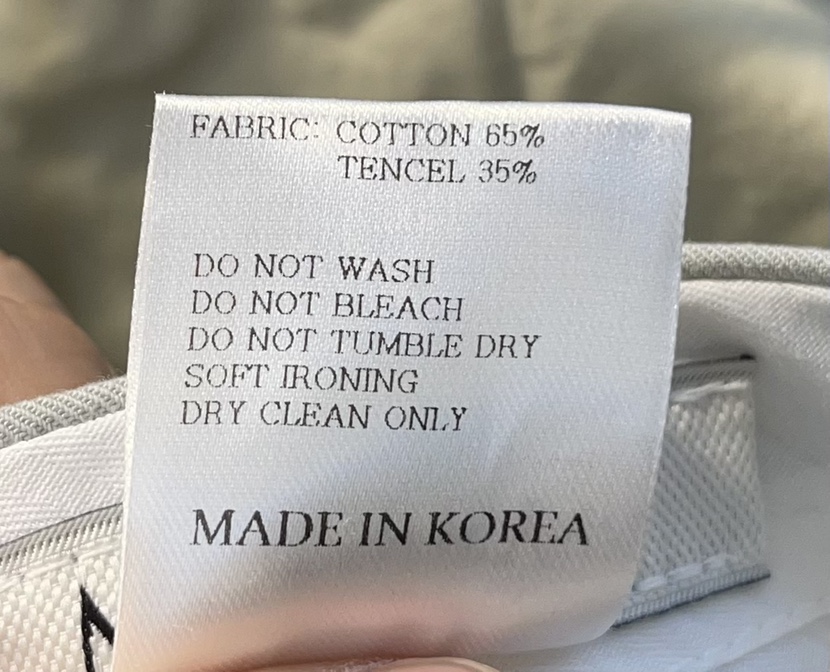 FABRIC: COTTON 65%
TENCEL 35%
DO NOT WASH
DO NOT BLEACH
DO NOT TUMBLE DRY
SOFT IRONING
DRY CLEAN ONLY
MADE IN KOREA